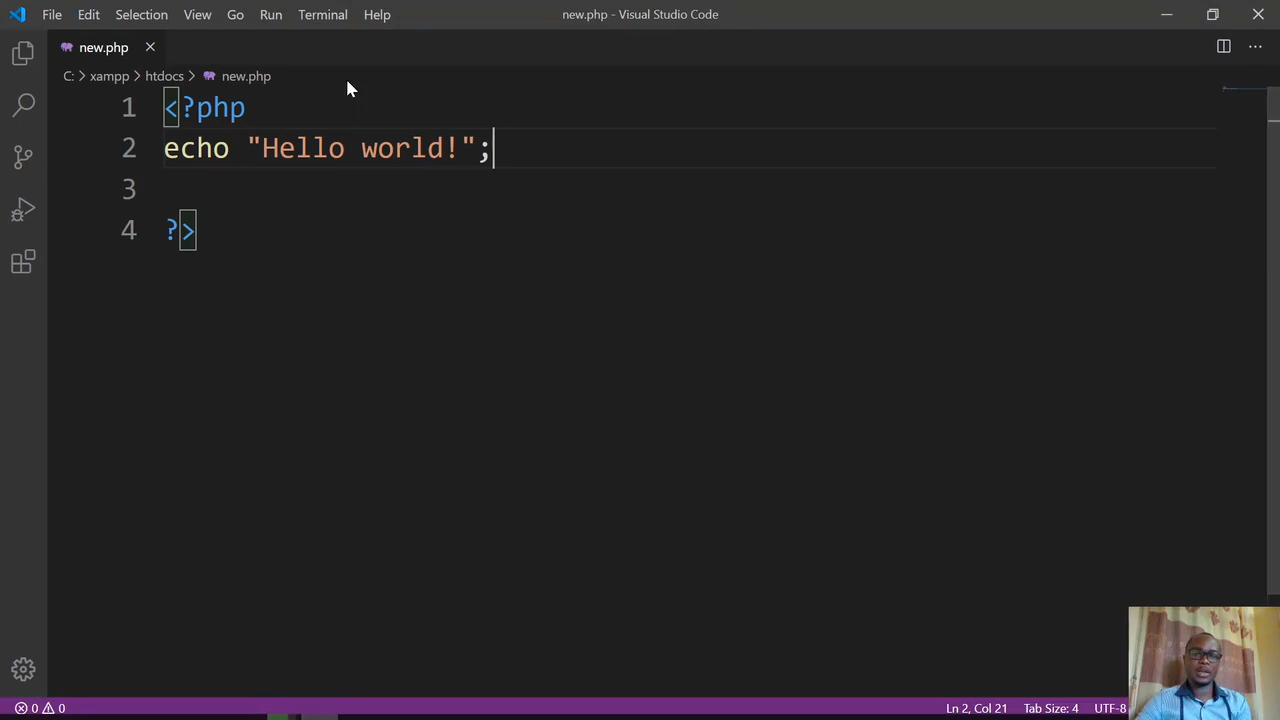 File Edit Selection View Go Run Terminal Help new.php - Visual Studio Code
new.php
C: > xampp > htdocs > new.php
1 <?php
2 echo "Hello world!";
3
4 ?>
0 0 Ln 2, Col 21 Tab Size: 4 UTF-8